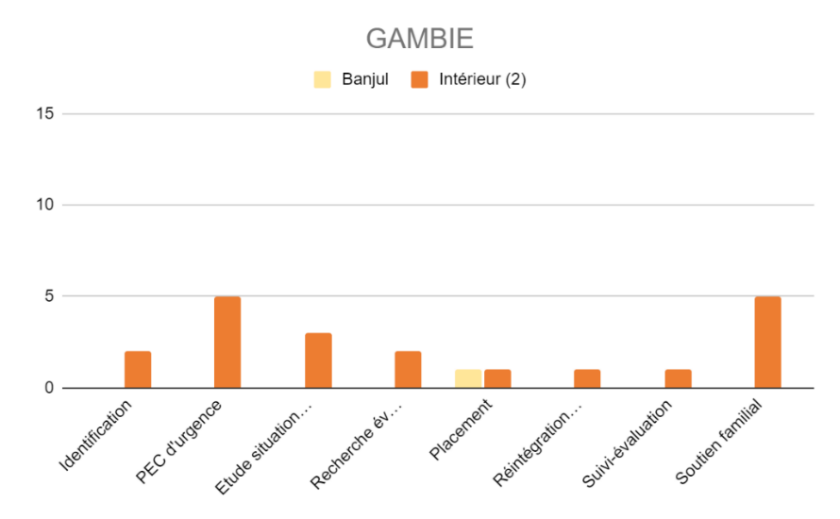 GAMBIE
Banjul Intérieur (2)
15
10
5
0
Identification
PEC d'urgence
Etude situation…
Recherche év…
Placement
Réintégration…
Suivi-évaluation
Soutien familial